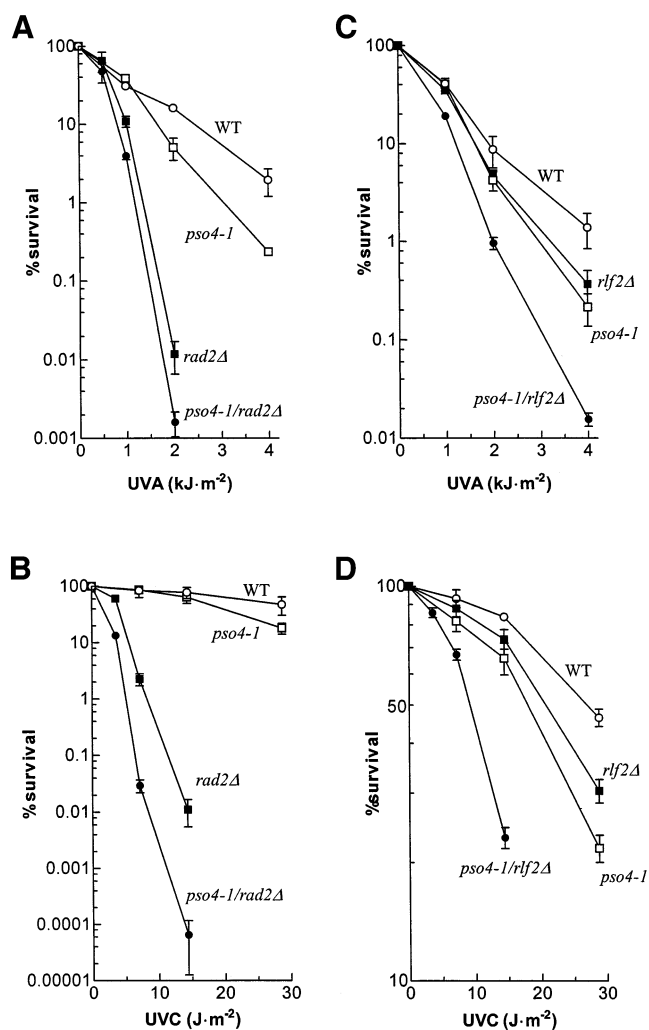 A
100
10
1
0.1
0.01
0.001
%survival
WT
pso4-1
rad2Δ
pso4-1/rad2Δ
0 1 2 3 4
UVA (kJ·m⁻²)
C
100
10
1
0.1
0.01
%survival
WT
rlf2Δ
pso4-1
pso4-1/rlf2Δ
0 1 2 3 4
UVA (kJ·m⁻²)
B
100
10
1
0.1
0.01
0.001
0.0001
0.00001
%survival
WT
pso4-1
rad2Δ
pso4-1/rad2Δ
0 10 20 30
UVC (J·m⁻²)
D
100
50
10
%survival
WT
rlf2Δ
pso4-1/rlf2Δ
pso4-1
0 10 20 30
UVC (J·m⁻²)